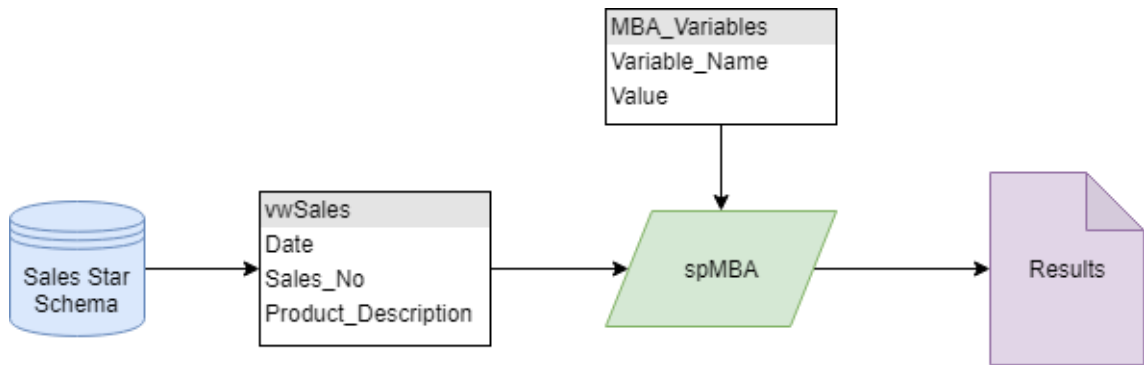 MBA_Variables
Variable_Name
Value
Sales Star
Schema
vwSales
Date
Sales_No
Product_Description
spMBA
Results